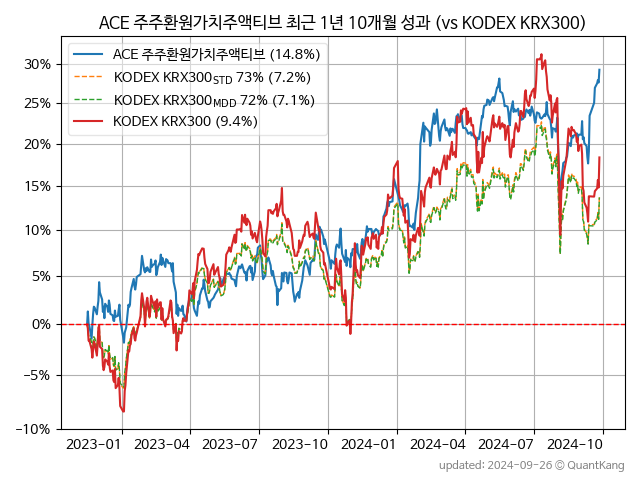 ACE 주주환원가치주액티브 최근 1년 10개월 성과 (vs KODEX KRX300)
ACE 주주환원가치주액티브 (14.8%)
KODEX KRX300STD 73% (7.2%)
KODEX KRX300MDD 72% (7.1%)
KODEX KRX300 (9.4%)
30%
25%
20%
15%
10%
5%
0%
−5%
−10%
2023−01 2023−04 2023−07 2023−10 2024−01 2024−04 2024−07 2024−10
updated: 2024-09-26 © QuantKang